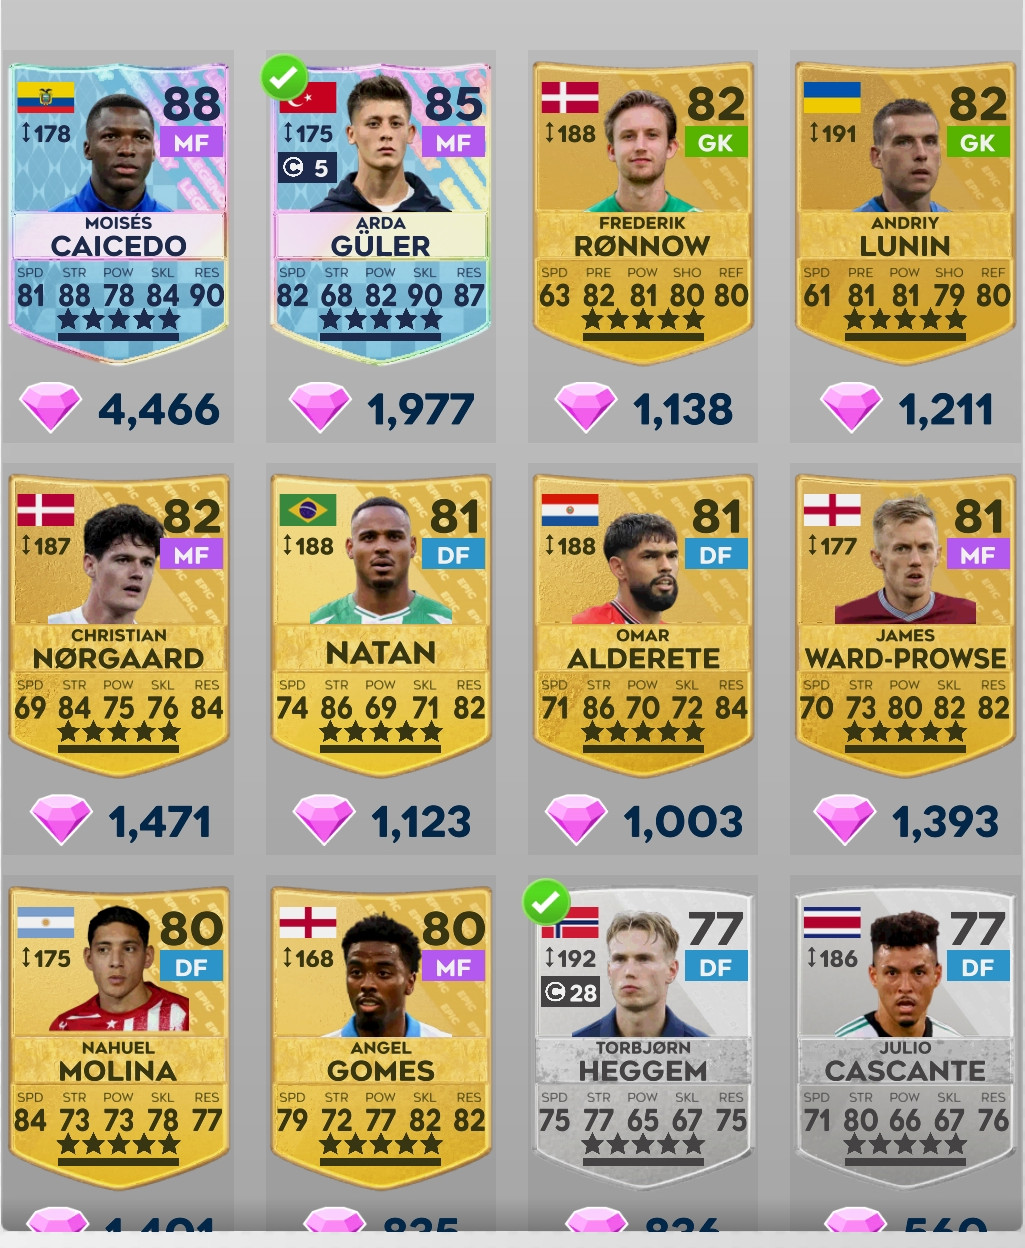 88
178
MF
MOISÉS
CAICEDO
SPD STR POW SKL RES
81 88 78 84 90
4,466
85
175
MF
C 5
ARDA
GÜLER
SPD STR POW SKL RES
82 68 82 90 87
1,977
82
188
GK
FREDERIK
RØNNOW
SPD PRE POW SHO REF
63 82 81 80 80
1,138
82
191
GK
ANDRIY
LUNIN
SPD PRE POW SHO REF
61 81 81 79 80
1,211
82
187
MF
CHRISTIAN
NØRGAARD
SPD STR POW SKL RES
69 84 75 76 84
1,471
81
188
DF
NATAN
SPD STR POW SKL RES
74 86 69 71 82
1,123
81
188
DF
OMAR
ALDERETE
SPD STR POW SKL RES
71 86 70 72 84
1,003
81
177
MF
JAMES
WARD-PROWSE
SPD STR POW SKL RES
70 73 80 82 82
1,393
80
175
DF
NAHUEL
MOLINA
SPD STR POW SKL RES
84 73 73 78 77
80
168
MF
ANGEL
GOMES
SPD STR POW SKL RES
79 72 77 82 82
77
192
DF
C 28
TORBJØRN
HEGGEM
SPD STR POW SKL RES
75 77 65 67 75
77
186
DF
JULIO
CASCANTE
SPD STR POW SKL RES
71 80 66 67 76